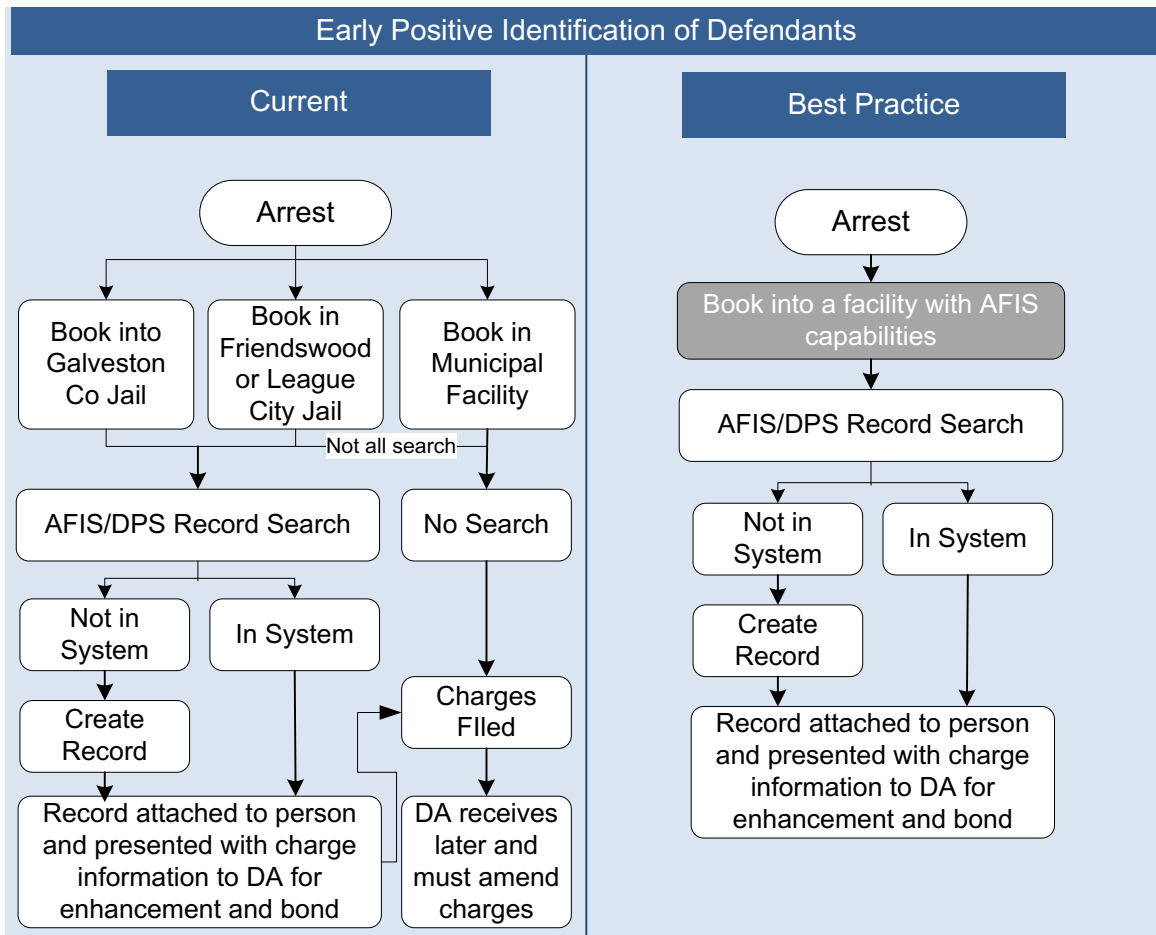 Early Positive Identification of Defendants
Current
Arrest
Book into
Galveston
Co Jail
Book in
Friendswood
or League
City Jail
Book in
Municipal
Facility
Not all search
AFIS/DPS Record Search
No Search
Not in
System
In System
Create
Record
Charges
FIled
Record attached to person
and presented with charge
information to DA for
enhancement and bond
DA receives
later and
must amend
charges
Best Practice
Arrest
Book into a facility with AFIS
capabilities
AFIS/DPS Record Search
Not in
System
In System
Create
Record
Record attached to person
and presented with charge
information to DA for
enhancement and bond